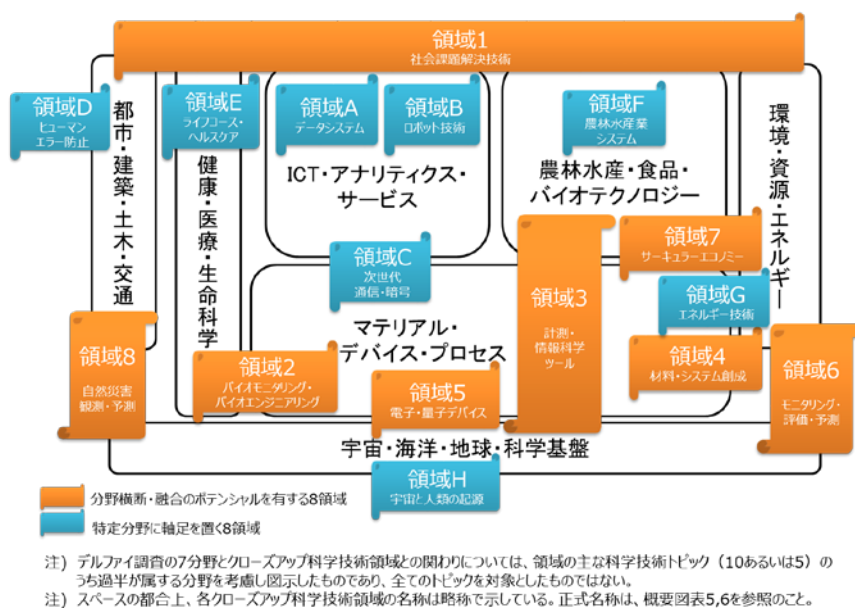 領域1
社会課題解決技術
領域D
ヒューマン
エラー防止
都市・建築・土木・交通
領域E
ライフコース・
ヘルスケア
健康・医療・生命科学
領域A
データシステム
領域B
ロボット技術
ICT・アナリティクス・
サービス
領域F
農林水産業
システム
農林水産・食品・
バイオテクノロジー
環境・資源・エネルギー
領域C
次世代
通信・暗号
領域3
計測・
情報科学
ツール
領域7
サーキュラーエコノミー
領域G
エネルギー技術
マテリアル・
デバイス・プロセス
領域8
自然災害
観測・予測
領域2
バイオモニタリング・
バイオエンジニアリング
領域5
電子・量子デバイス
領域4
材料・システム創成
領域6
モニタリング・
評価・予測
宇宙・海洋・地球・科学基盤
領域H
宇宙と人類の起源
分野横断・融合のポテンシャルを有する8領域
特定分野に軸足を置く8領域
注）デルファイ調査の7分野とクローズアップ科学技術領域との関わりについては、領域の主な科学技術トピック（10あるいは5）の
うち過半が属する分野を考慮し図示したものであり、全てのトピックを対象としたものではない。
注）スペースの都合上、各クローズアップ科学技術領域の名称は略称で示している。正式名称は、概要図表5,6を参照のこと。